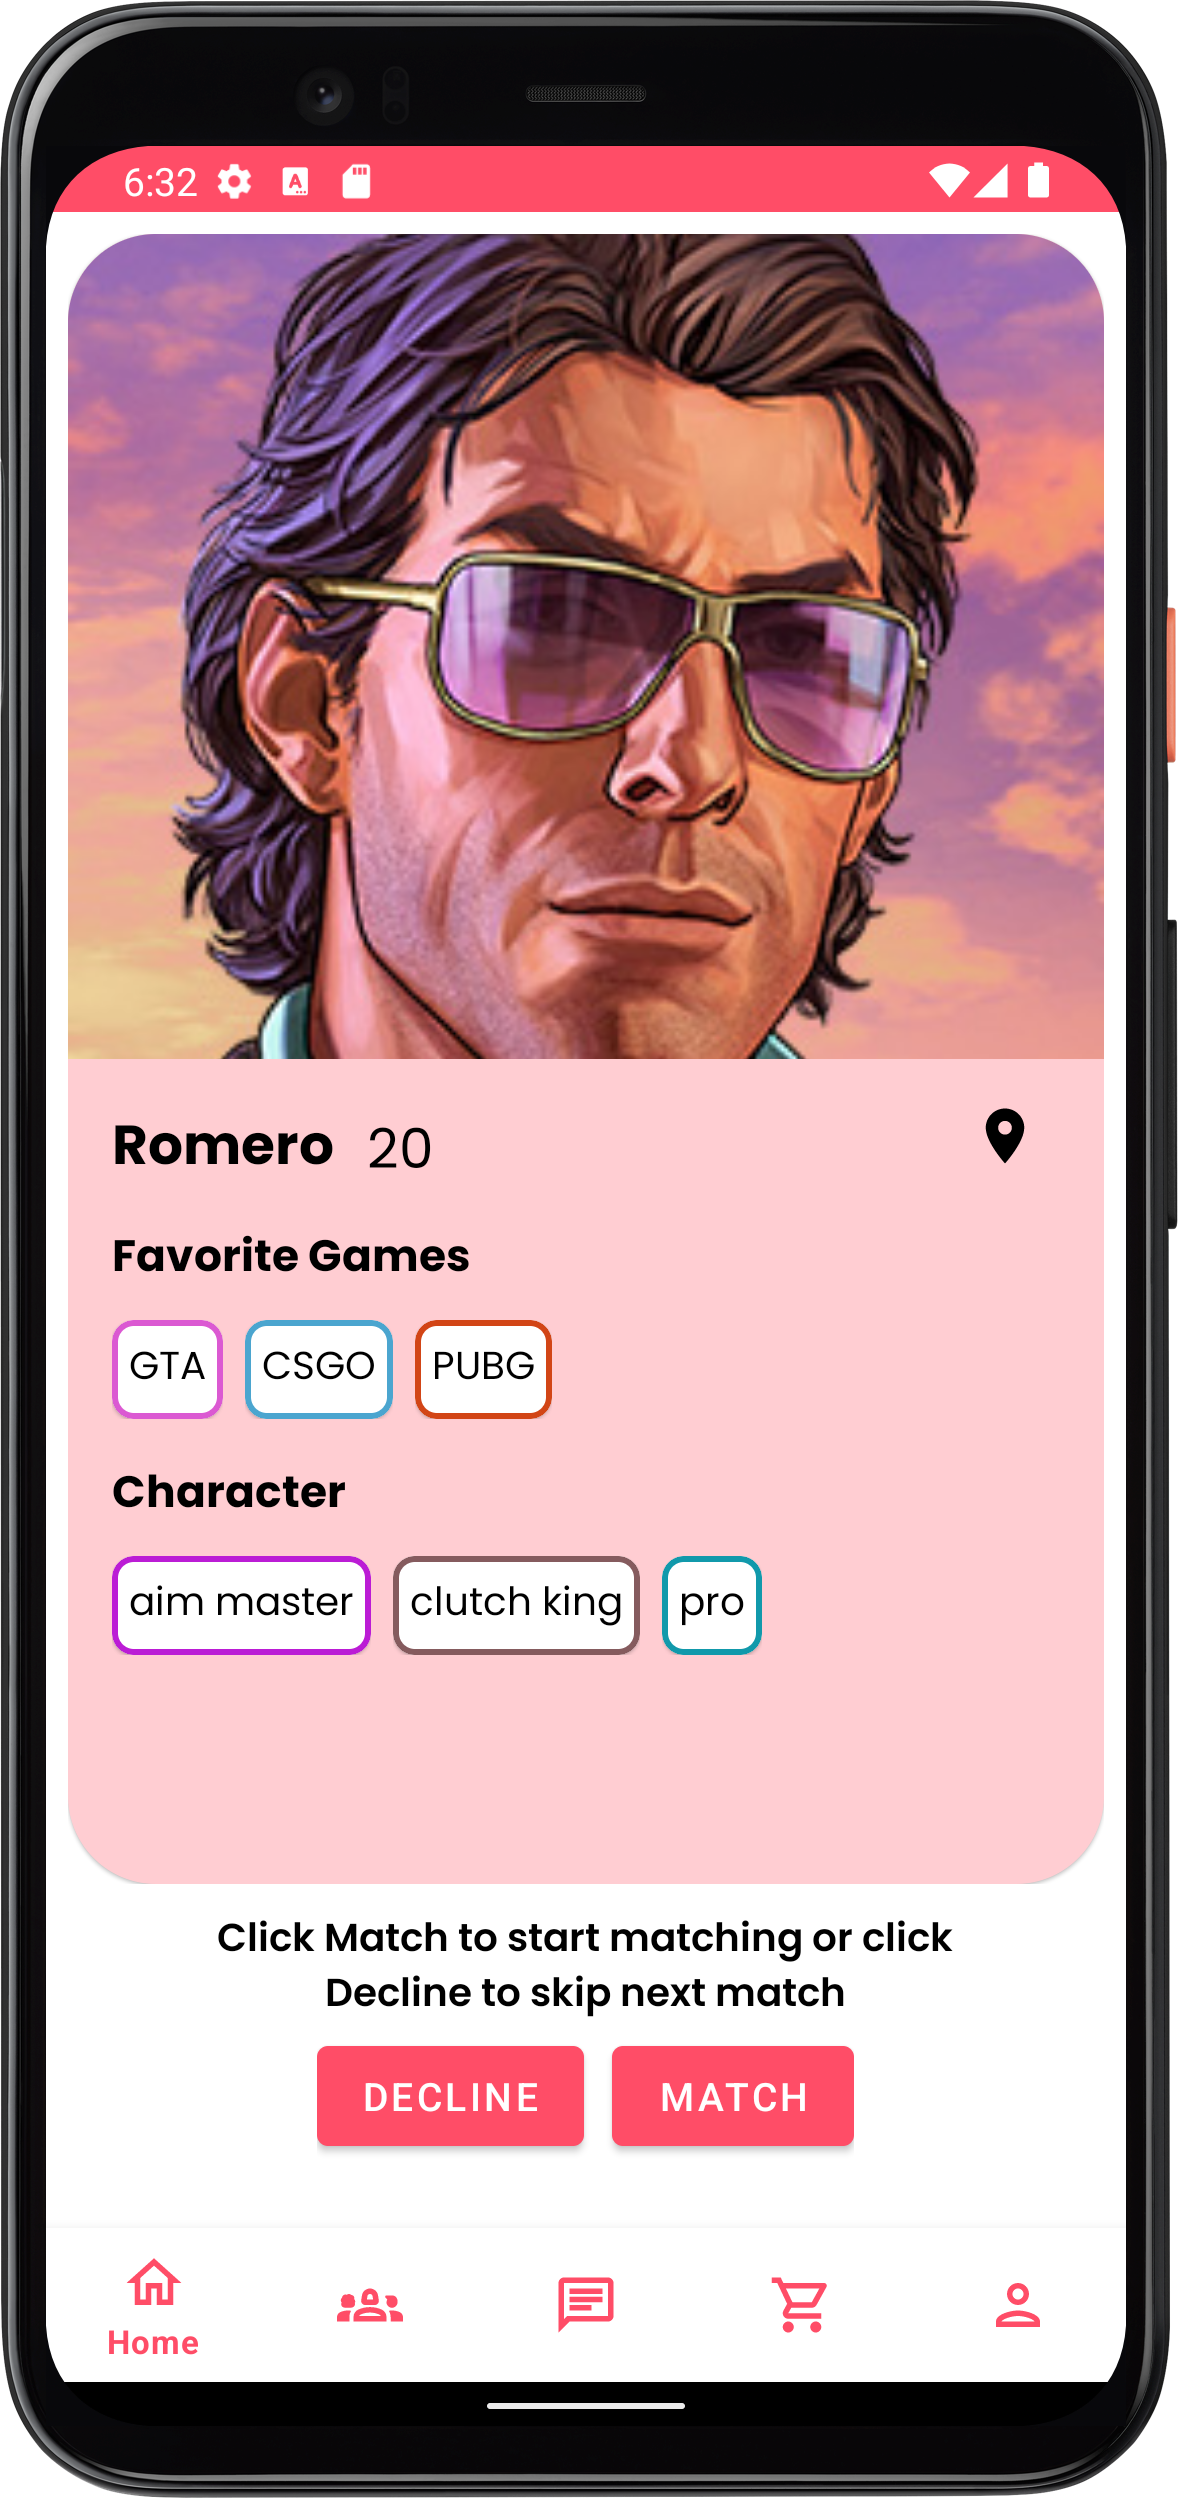 6:32
Romero 20
Favorite Games
GTA CSGO PUBG
Character
aim master clutch king pro
Click Match to start matching or click
Decline to skip next match
DECLINE MATCH
Home